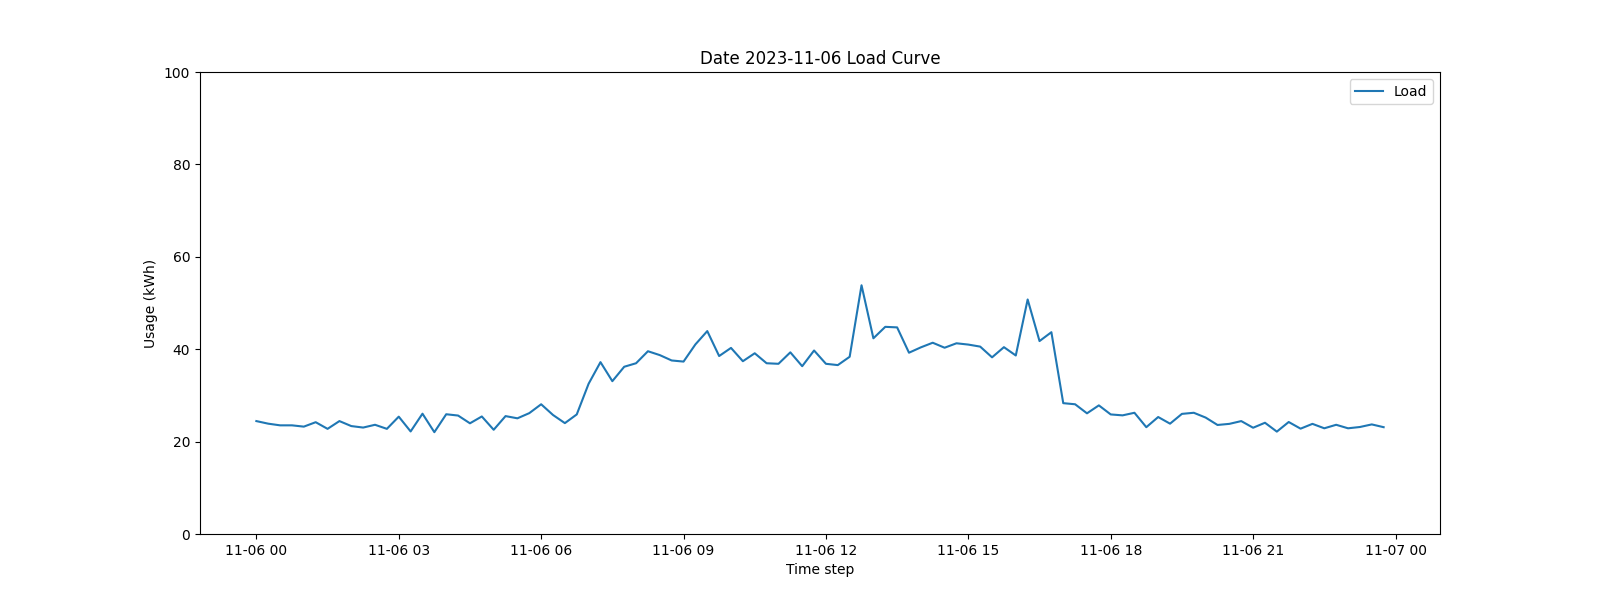 Date 2023-11-06 Load Curve
Load
100
80
60
40
20
0
Usage (kWh)
11-06 00 11-06 03 11-06 06 11-06 09 11-06 12 11-06 15 11-06 18 11-06 21 11-07 00
Time step